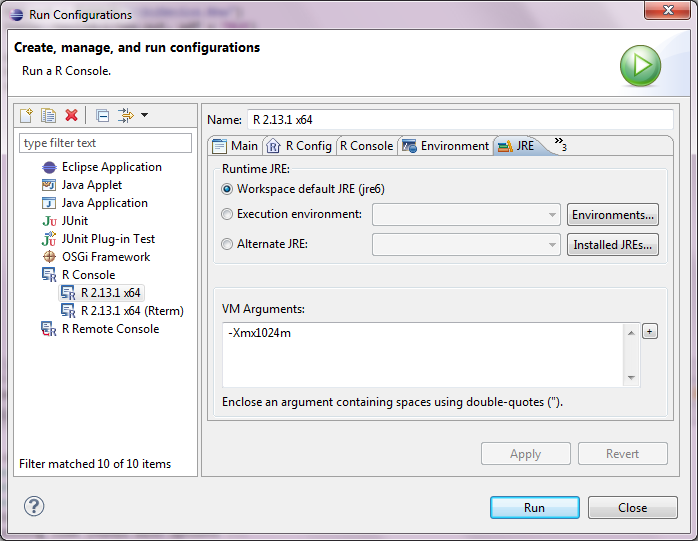 Run Configurations
Create, manage, and run configurations
Run a R Console.
type filter text
Eclipse Application
Java Applet
Java Application
JUnit
JUnit Plug-in Test
OSGi Framework
R Console
R 2.13.1 x64
R 2.13.1 x64 (Rterm)
R Remote Console
Filter matched 10 of 10 items
Name: R 2.13.1 x64
Main R Config R Console Environment JRE »3
Runtime JRE:
Workspace default JRE (jre6)
Execution environment: Environments...
Alternate JRE: Installed JREs...
VM Arguments:
-Xmx1024m
+
Enclose an argument containing spaces using double-quotes (").
Apply Revert
? Run Close